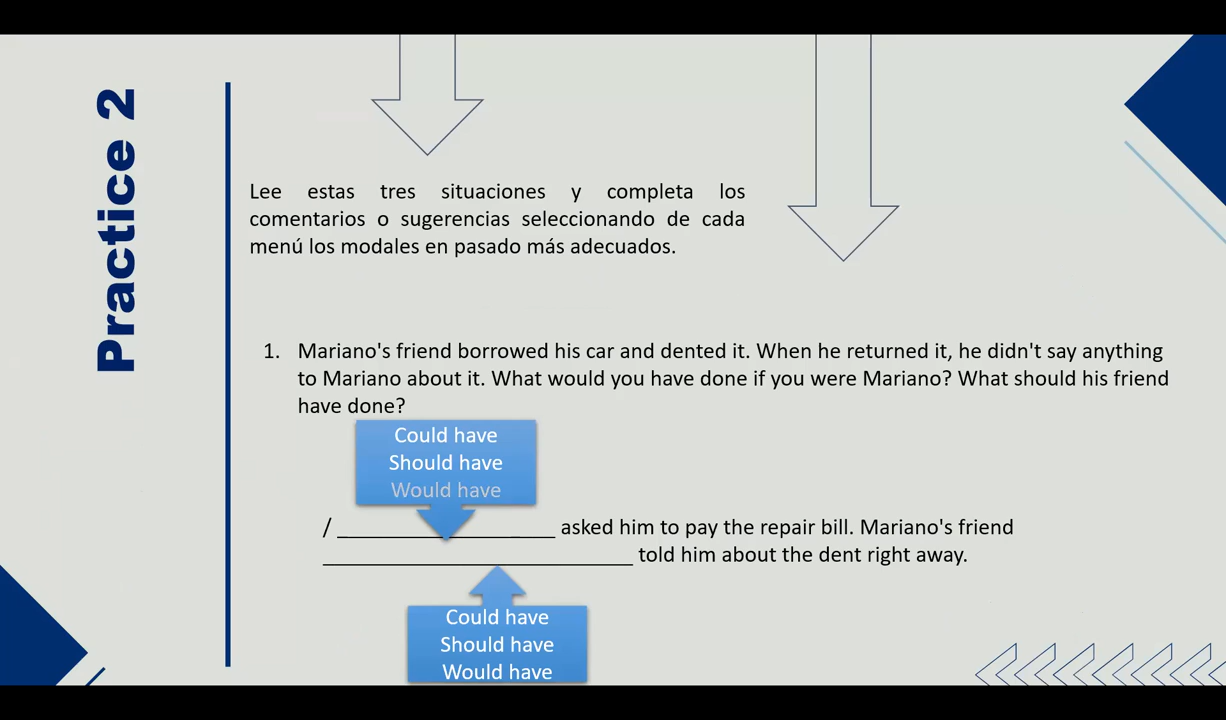 Practice 2
Lee estas tres situaciones y completa los
comentarios o sugerencias seleccionando de cada
menú los modales en pasado más adecuados.
1. Mariano's friend borrowed his car and dented it. When he returned it, he didn't say anything
to Mariano about it. What would you have done if you were Mariano? What should his friend
have done?
Could have
Should have
Would have
/ ____________________ asked him to pay the repair bill. Mariano's friend
_____________________________ told him about the dent right away.
Could have
Should have
Would have